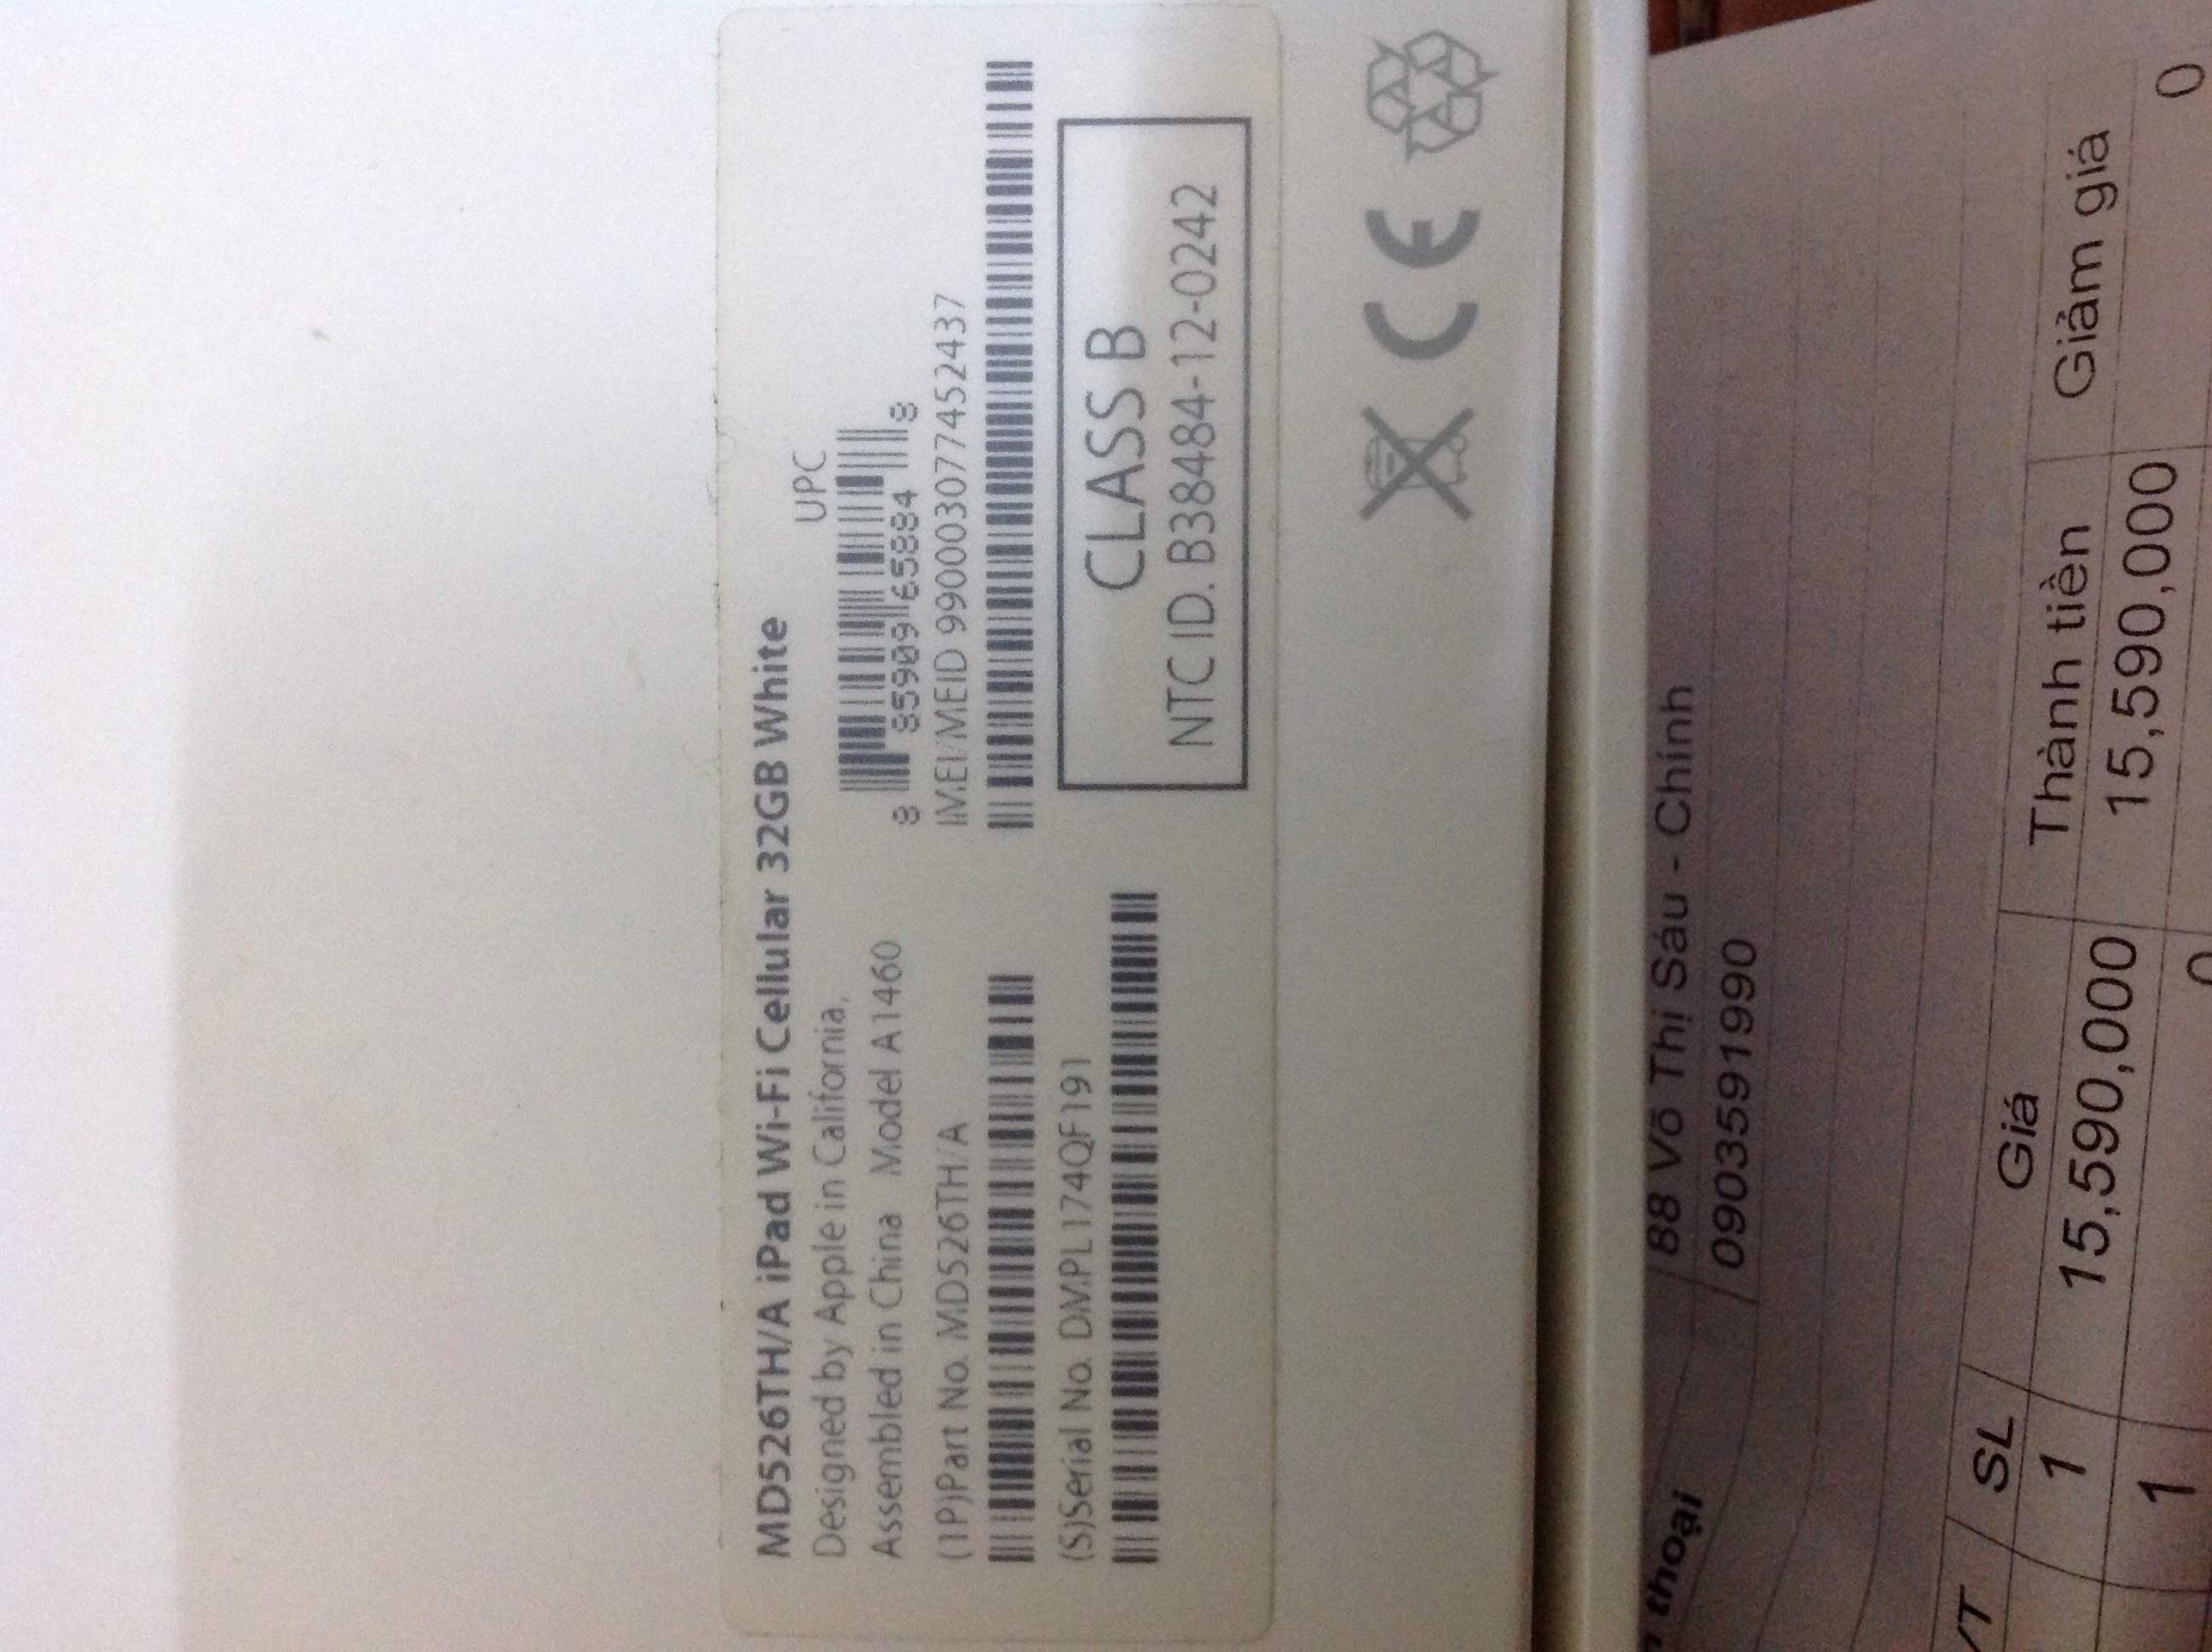 MD526TH/A iPad Wi-Fi Cellular 32GB White
Designed by Apple in California,
Assembled in China Model A1460
(1P)Part No. MD526TH/A
(S)Serial No. DMPL174QF191
UPC
8 85909 65884 8
IMEI/MEID 990003077452437
CLASS B
NTC ID. B38484-12-0242
CE
88 Võ Thị Sáu - Chính
thoại 0903591990
SL Giá Thành tiền Giảm giá
1 15,590,000 15,590,000 0
1 0